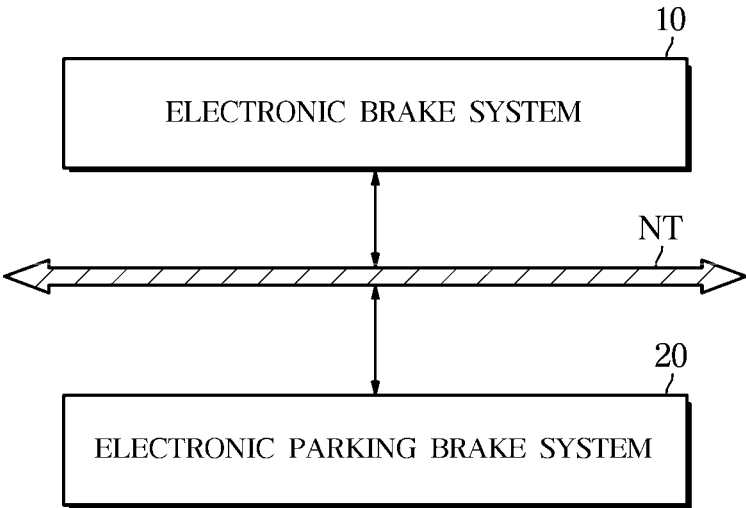 10
ELECTRONIC BRAKE SYSTEM
NT
20
ELECTRONIC PARKING BRAKE SYSTEM